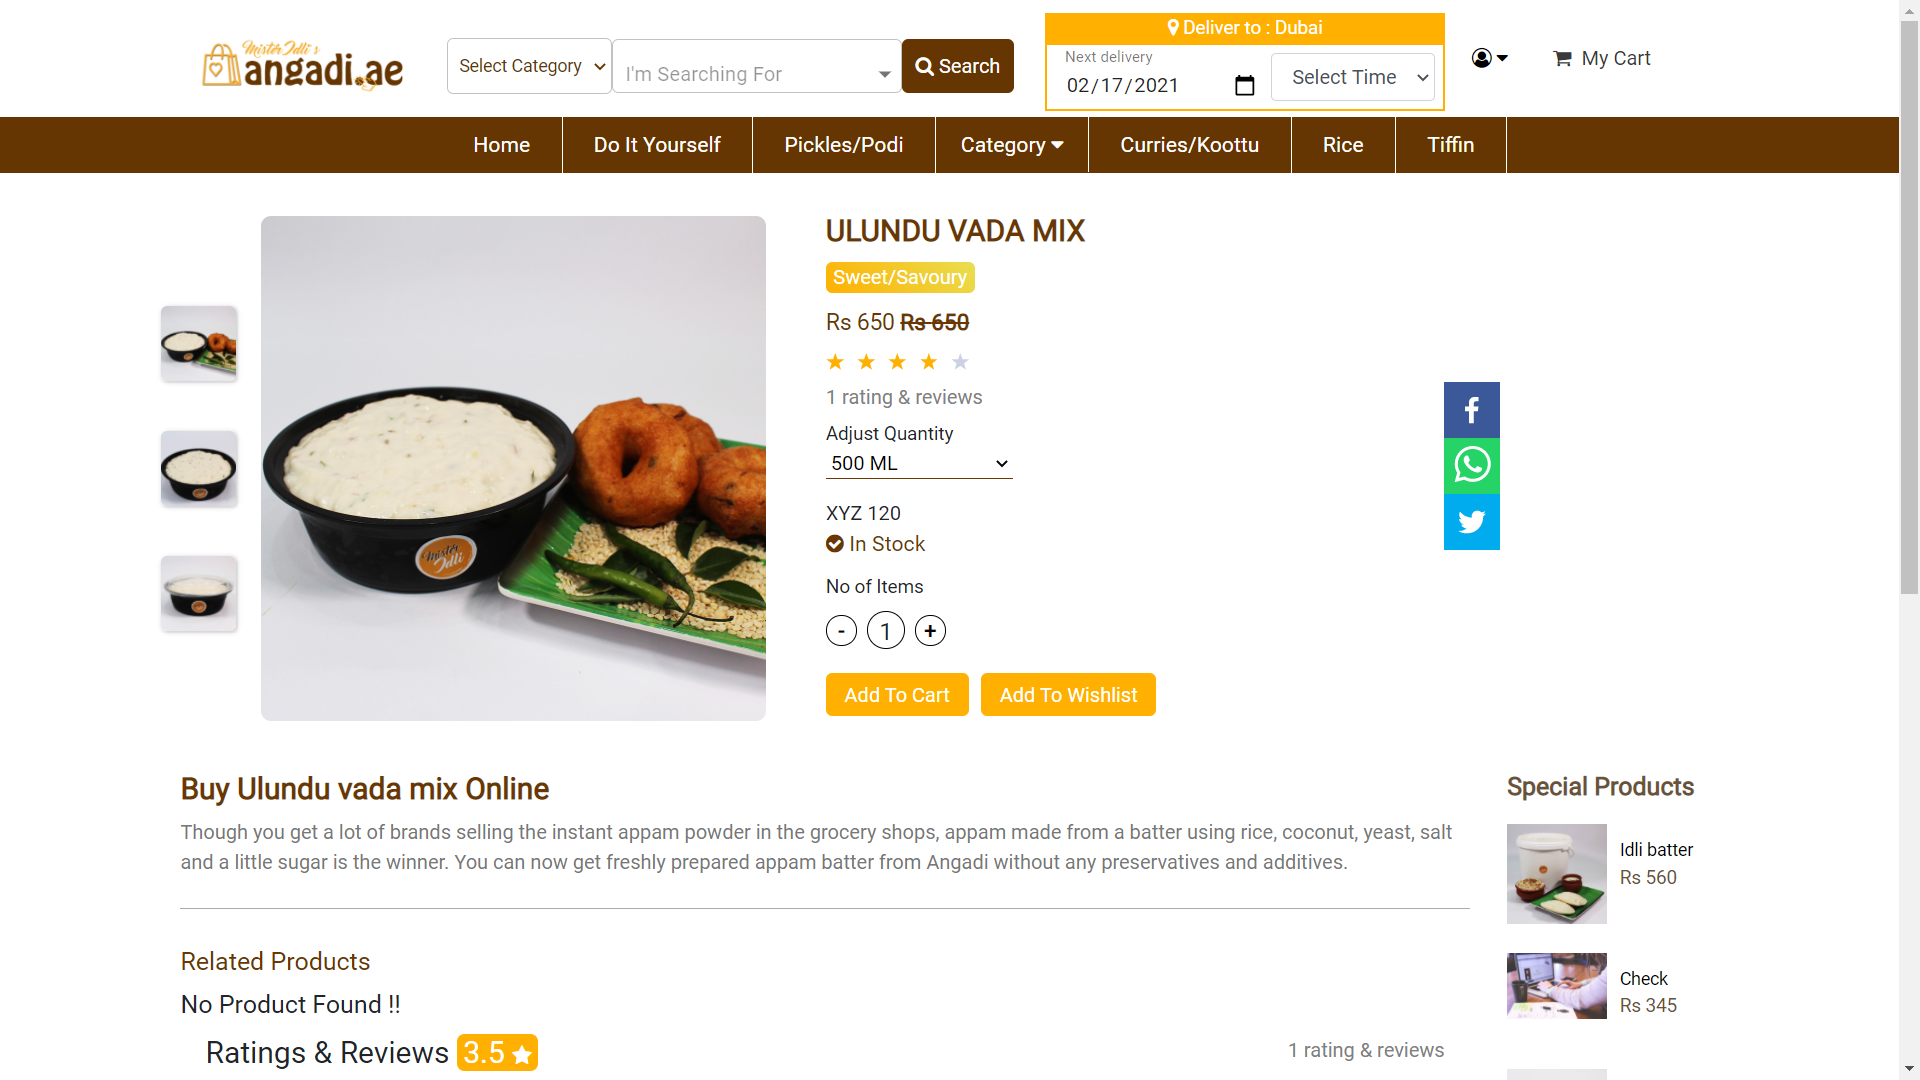 Mister Idli's
angadi.ae
Select Category
I'm Searching For
Search
Deliver to : Dubai
Next delivery
02/17/2021
Select Time
My Cart
Home
Do It Yourself
Pickles/Podi
Category
Curries/Koottu
Rice
Tiffin
ULUNDU VADA MIX
Sweet/Savoury
Rs 650 Rs 650
1 rating & reviews
Adjust Quantity
500 ML
XYZ 120
In Stock
No of Items
- 1 +
Add To Cart
Add To Wishlist
Mister
Idli
Buy Ulundu vada mix Online
Though you get a lot of brands selling the instant appam powder in the grocery shops, appam made from a batter using rice, coconut, yeast, salt
and a little sugar is the winner. You can now get freshly prepared appam batter from Angadi without any preservatives and additives.
Related Products
No Product Found !!
Ratings & Reviews 3.5
1 rating & reviews
Special Products
Idli batter
Rs 560
Check
Rs 345